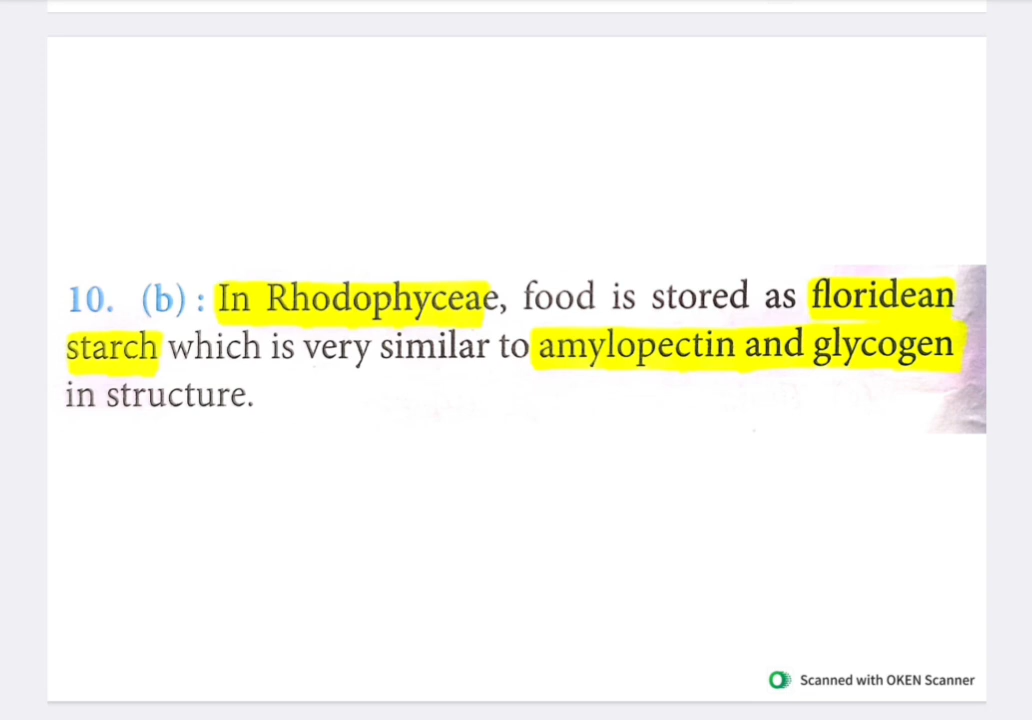 10. (b) : In Rhodophyceae, food is stored as floridean
starch which is very similar to amylopectin and glycogen
in structure.
Scanned with OKEN Scanner